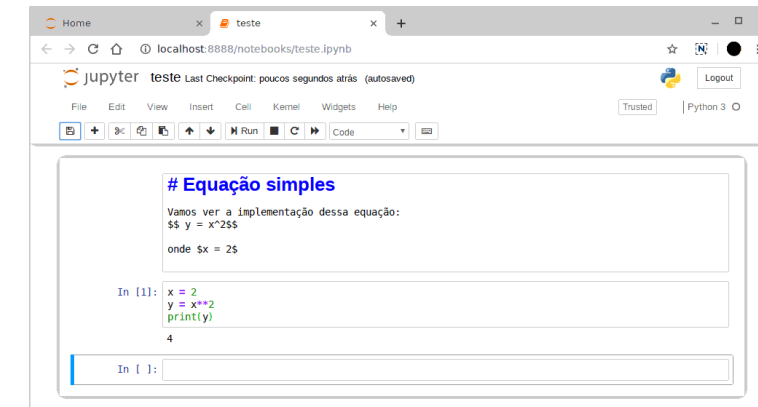 Home
teste
localhost:8888/notebooks/teste.ipynb
N
jupyter teste Last Checkpoint: poucos segundos atrás (autosaved)
Logout
File Edit View Insert Cell Kernel Widgets Help
Trusted Python 3
Run Code
# Equação simples
Vamos ver a implementação dessa equação:
$$ y = x^2$$
onde $x = 2$
In [1]: x = 2
y = x**2
print(y)
4
In [ ]: